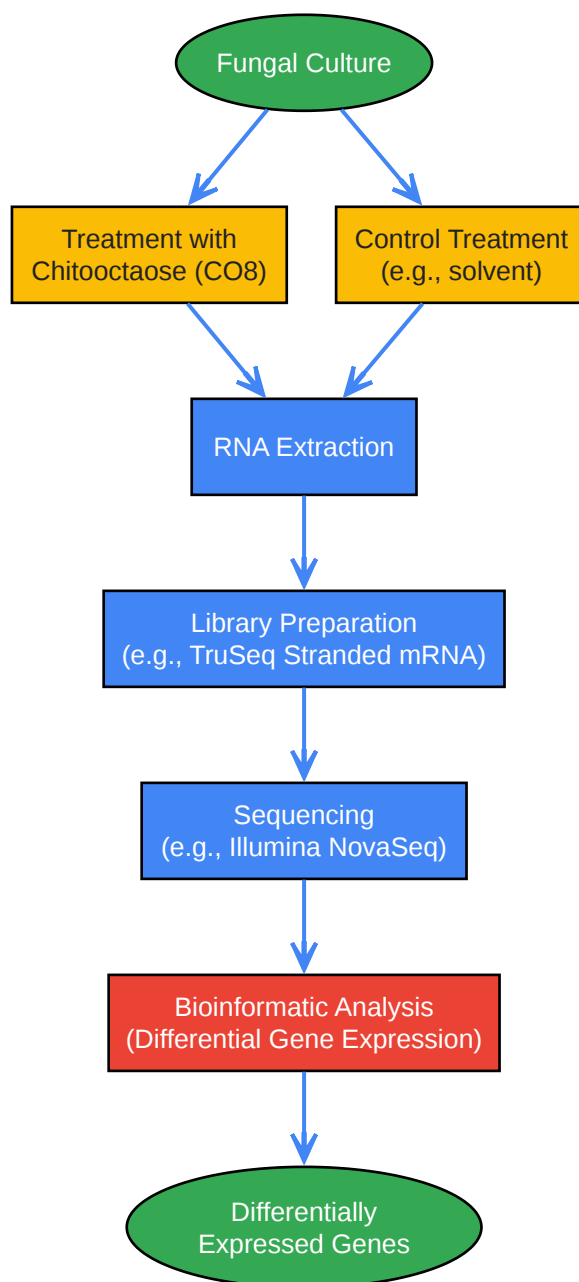 Fungal Culture
Treatment with
Chitooctaose (CO8)
Control Treatment
(e.g., solvent)
RNA Extraction
Library Preparation
(e.g., TruSeq Stranded mRNA)
Sequencing
(e.g., Illumina NovaSeq)
Bioinformatic Analysis
(Differential Gene Expression)
Differentially
Expressed Genes